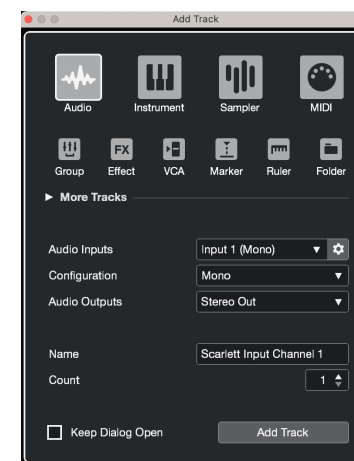 Add Track
Audio Instrument Sampler MIDI
FX
Group Effect VCA Marker Ruler Folder
More Tracks
Audio Inputs Input 1 (Mono)
Configuration Mono
Audio Outputs Stereo Out
Name Scarlett Input Channel 1
Count 1
Keep Dialog Open Add Track